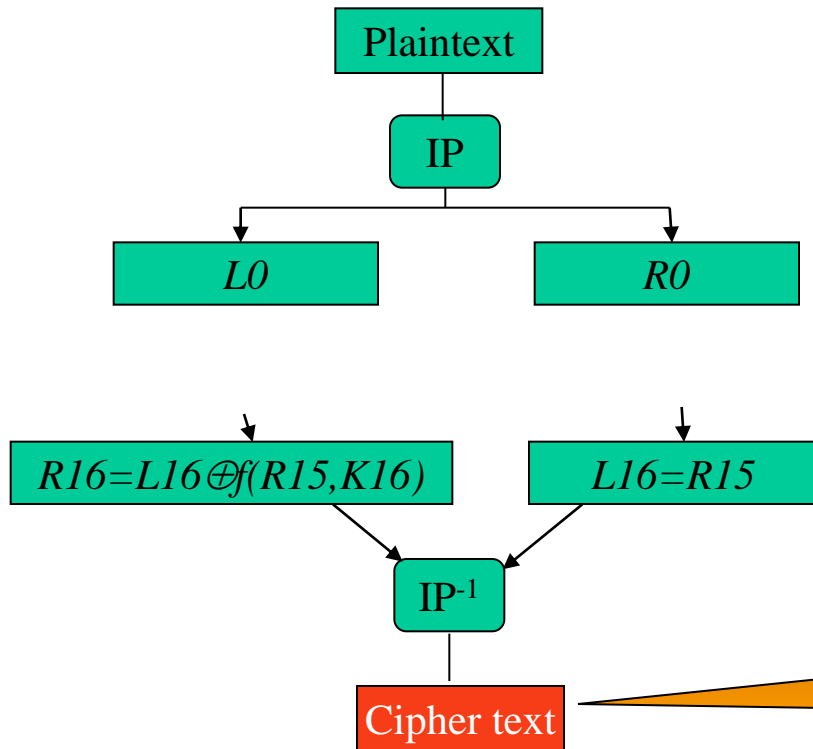 Plaintext
IP
L0 R0
R16=L16⊕f(R15,K16) L16=R15
IP⁻¹
Cipher text